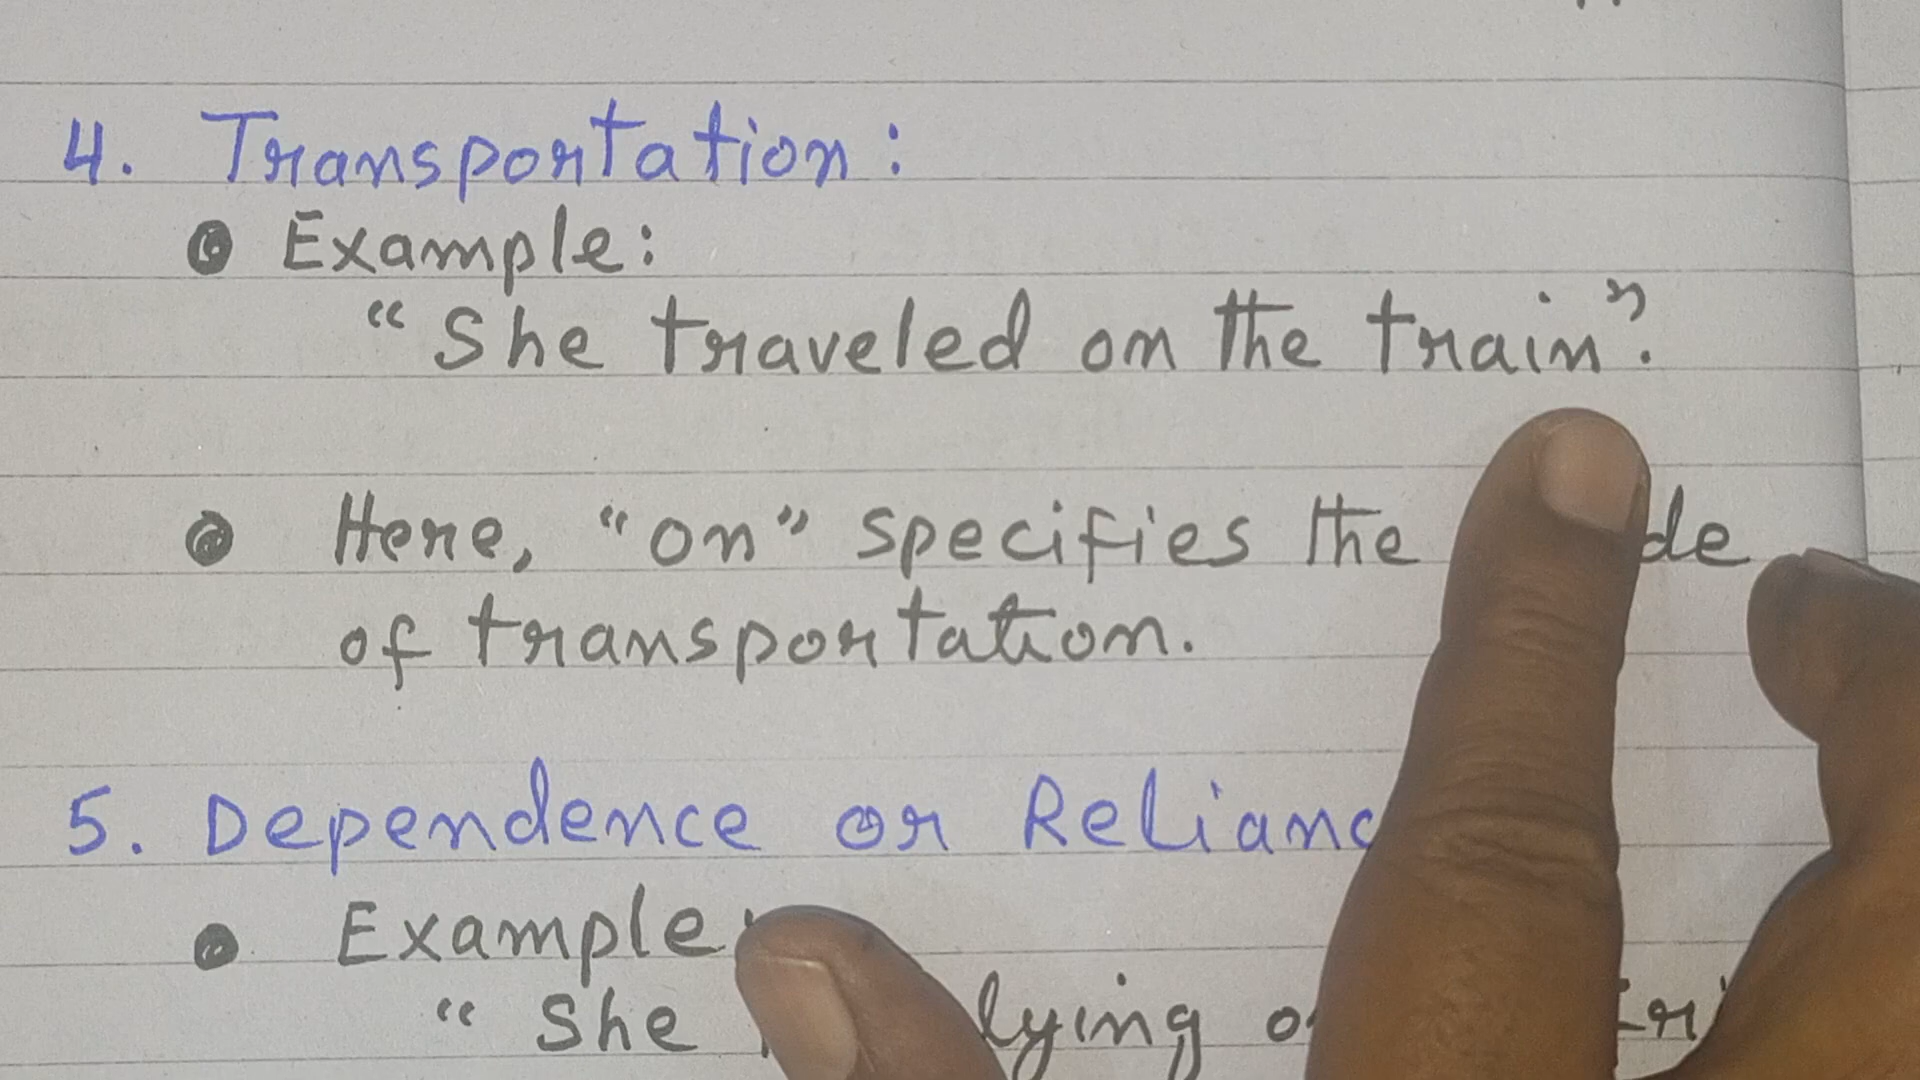 4. Transportation:
Example:
“She traveled on the train”.
Here, “on” specifies the
of transportation.
5. Dependence or
Example
“She